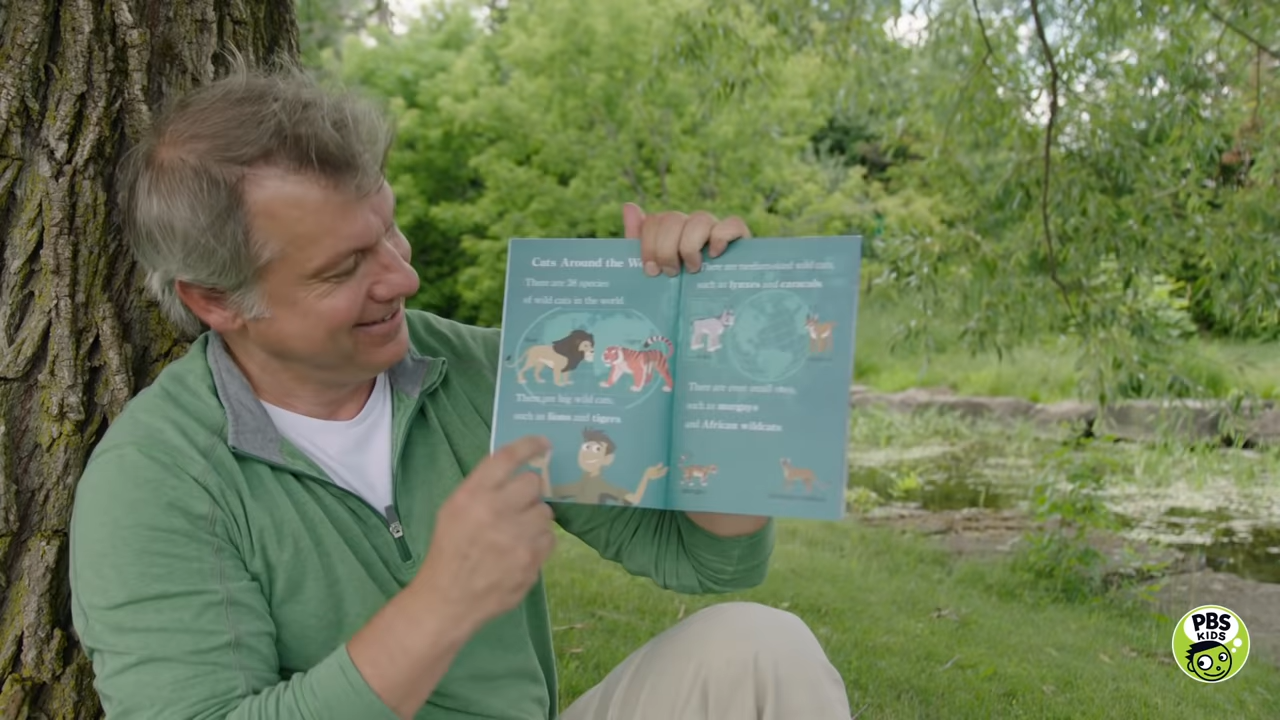 Cats Around the Wo
There are 38 species
of wild cats in the world.
There are big wild cats,
such as lions and tigers.
There are medium-sized wild cats,
such as lynxes and caracals.
There are even small ones,
such as margays
and African wildcats.
PBS
KIDS